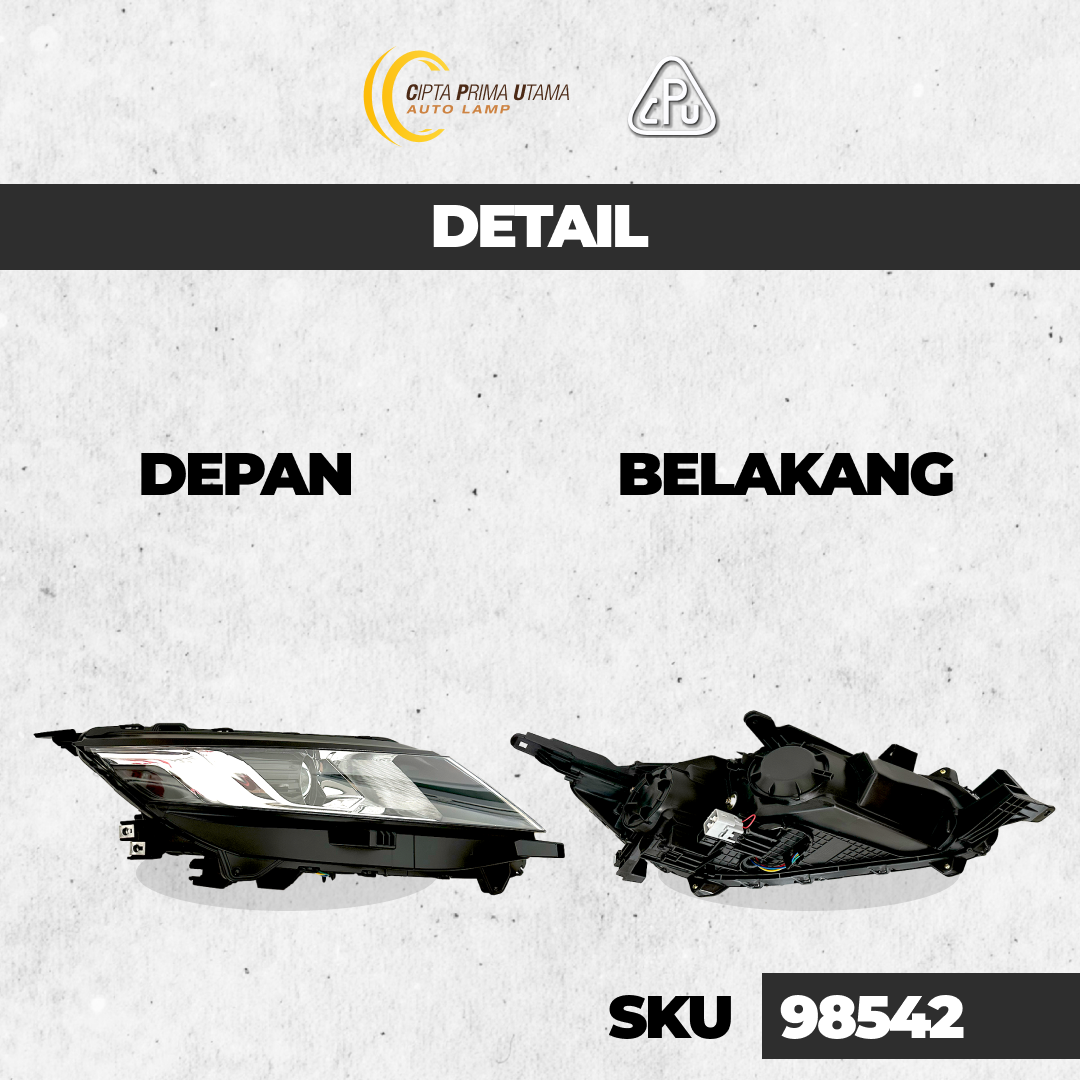 CIPTA PRIMA UTAMA
AUTO LAMP
CPU
DETAIL
DEPAN
BELAKANG
SKU 98542